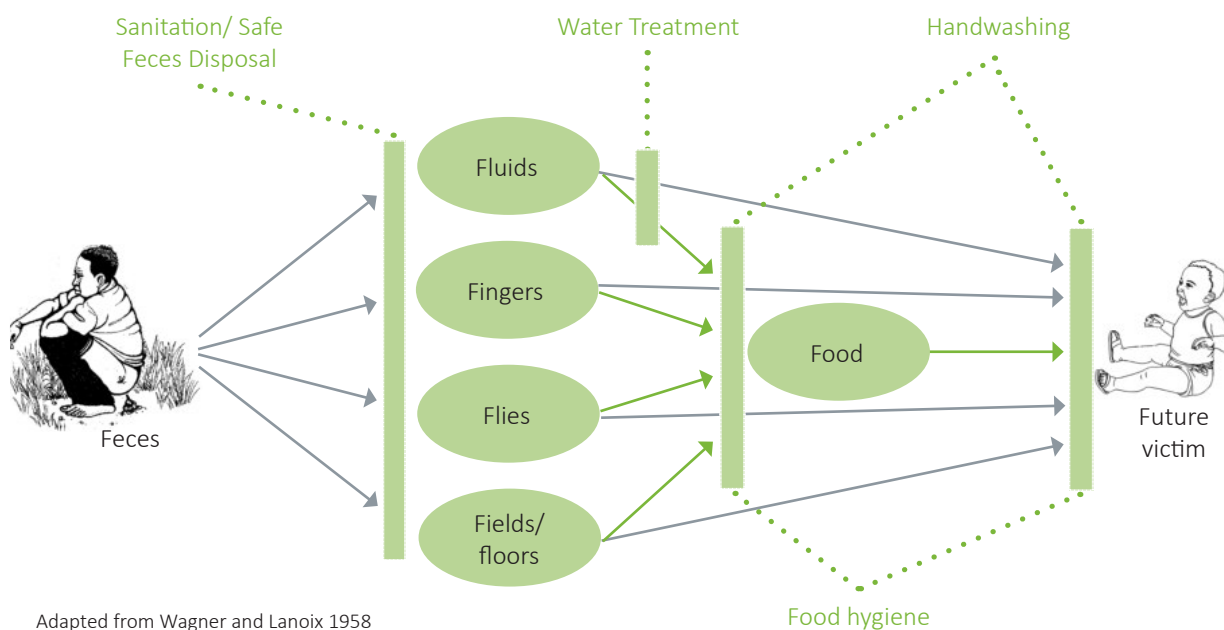 Sanitation/ Safe
Feces Disposal
Water Treatment
Handwashing
Fluids
Fingers
Food
Flies
Fields/
floors
Feces
Future
victim
Food hygiene
Adapted from Wagner and Lanoix 1958